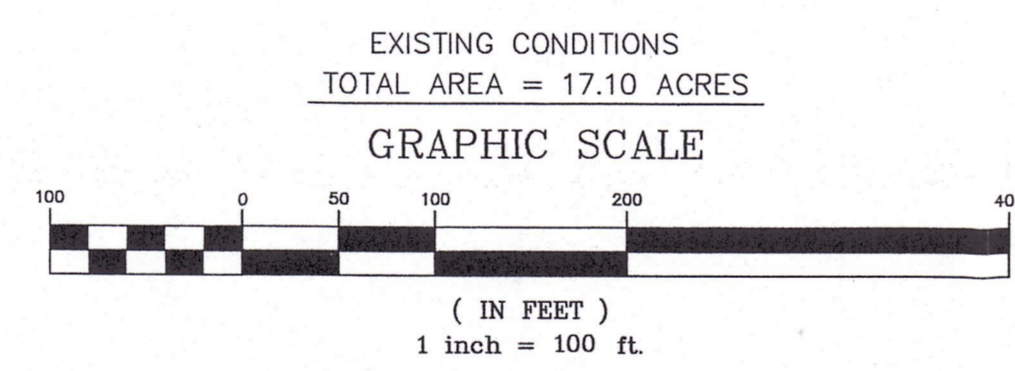 EXISTING CONDITIONS
TOTAL AREA = 17.10 ACRES
GRAPHIC SCALE
100 0 50 100 200 40
( IN FEET )
1 inch = 100 ft.